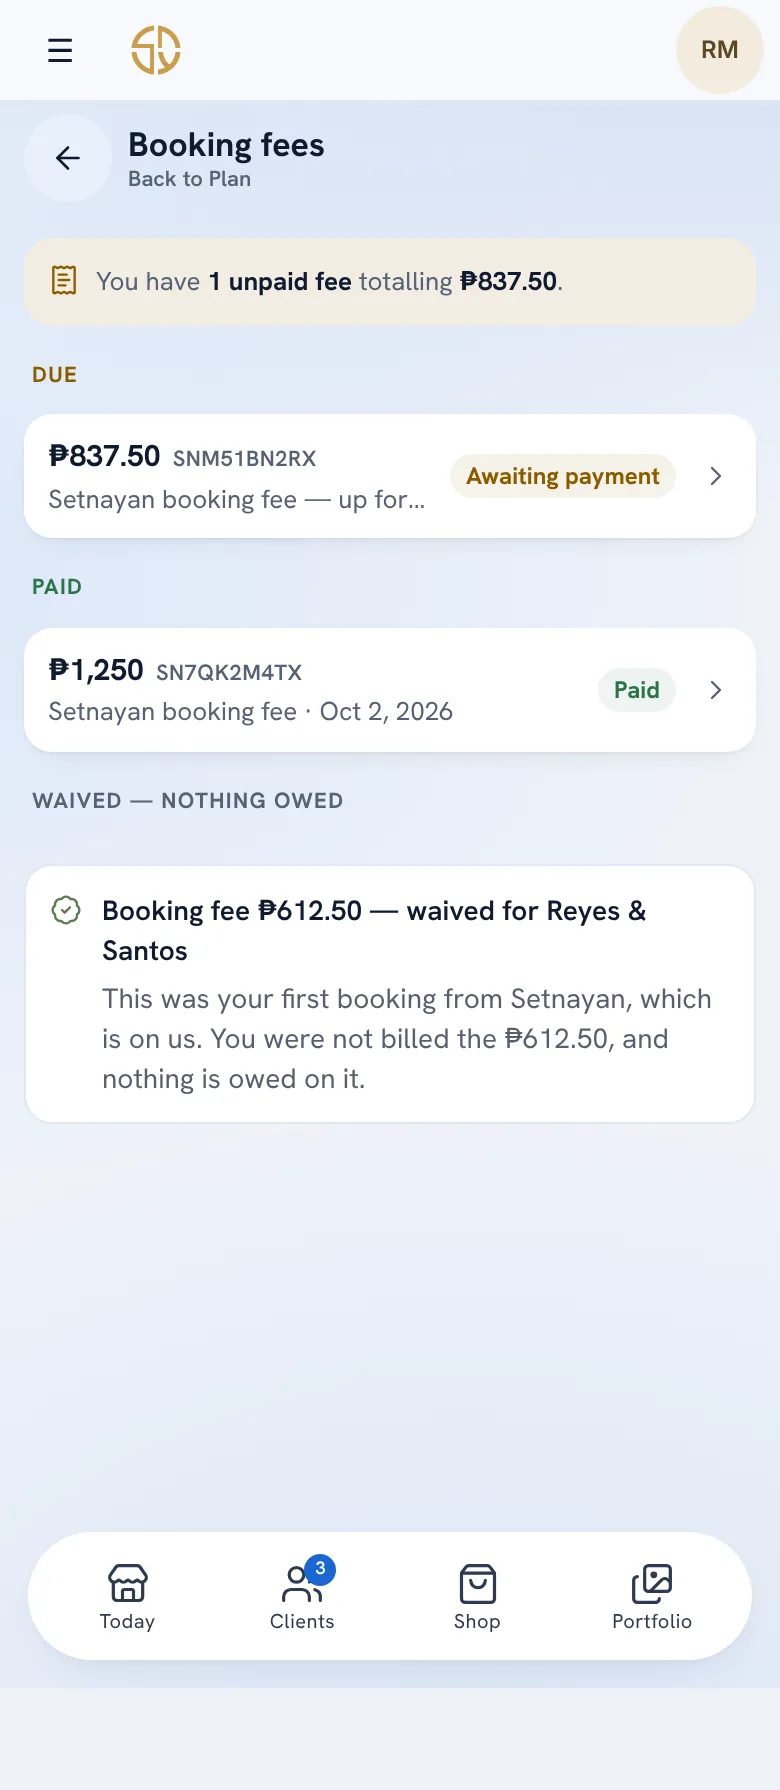 RM
Booking fees
Back to Plan
You have 1 unpaid fee totalling ₱837.50.
DUE
₱837.50 SNM51BN2RX
Setnayan booking fee — up for...
Awaiting payment
PAID
₱1,250 SN7QK2M4TX
Setnayan booking fee · Oct 2, 2026
Paid
WAIVED — NOTHING OWED
Booking fee ₱612.50 — waived for Reyes &
Santos
This was your first booking from Setnayan, which
is on us. You were not billed the ₱612.50, and
nothing is owed on it.
3
Today
Clients
Shop
Portfolio